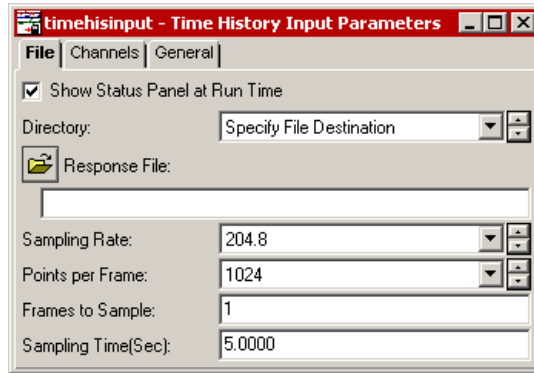 timehisinput - Time History Input Parameters
File Channels General
Show Status Panel at Run Time
Directory: Specify File Destination
Response File:
Sampling Rate: 204.8
Points per Frame: 1024
Frames to Sample: 1
Sampling Time(Sec): 5.0000